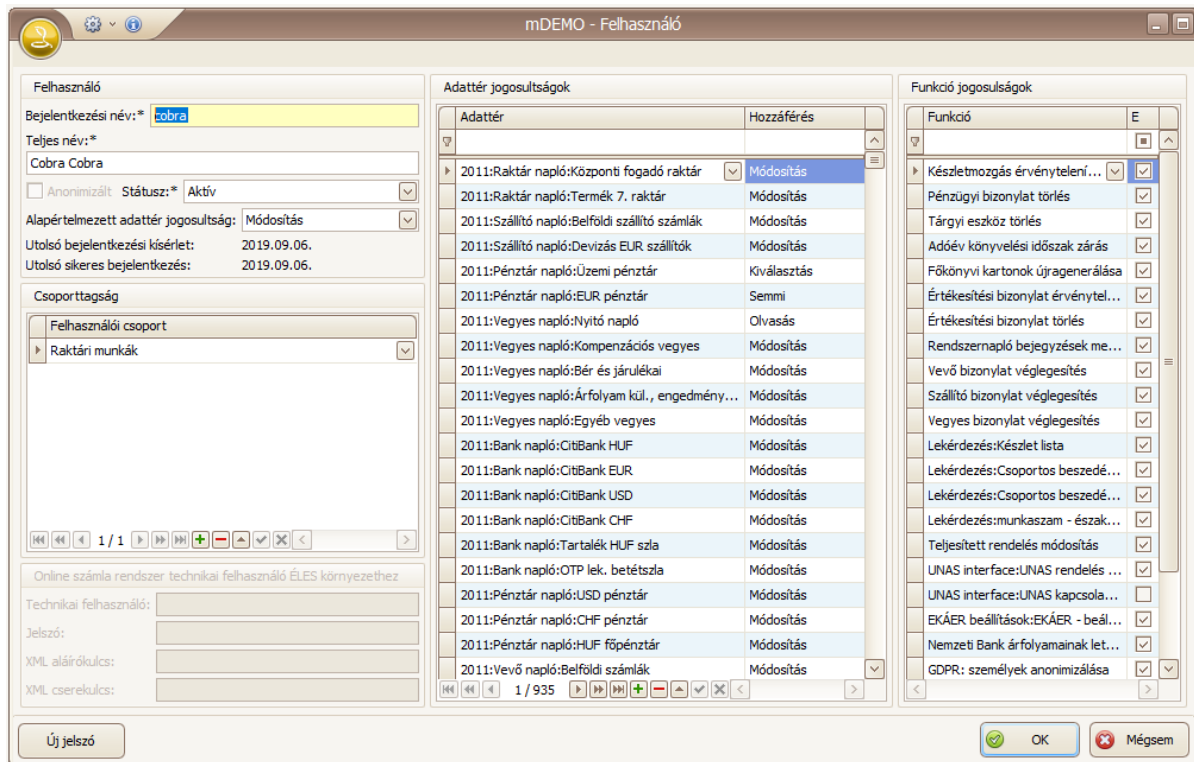 mDEMO - Felhasználó
Felhasználó
Bejelentkezési név:* cobra
Teljes név:*
Cobra Cobra
Anonimizált Státusz:* Aktív
Alapértelmezett adattér jogosultság: Módosítás
Utolsó bejelentkezési kísérlet: 2019.09.06.
Utolsó sikeres bejelentkezés: 2019.09.06.
Csoporttagság
Felhasználói csoport
Raktári munkák
1 / 1
Online számla rendszer technikai felhasználó ÉLES környezethez
Technikai felhasználó:
Jelszó:
XML aláírókulcs:
XML cserekulcs:
Adattér jogosultságok
Adattér Hozzáférés
2011:Raktár napló:Központi fogadó raktár Módosítás
2011:Raktár napló:Termék 7. raktár Módosítás
2011:Szállító napló:Belföldi szállító számlák Módosítás
2011:Szállító napló:Devizás EUR szállítók Módosítás
2011:Pénztár napló:Üzemi pénztár Kiválasztás
2011:Pénztár napló:EUR pénztár Semmi
2011:Vegyes napló:Nyitó napló Olvasás
2011:Vegyes napló:Kompenzációs vegyes Módosítás
2011:Vegyes napló:Bér és járulékai Módosítás
2011:Vegyes napló:Árfolyam kül., engedmény... Módosítás
2011:Vegyes napló:Egyéb vegyes Módosítás
2011:Bank napló:CitiBank HUF Módosítás
2011:Bank napló:CitiBank EUR Módosítás
2011:Bank napló:CitiBank USD Módosítás
2011:Bank napló:CitiBank CHF Módosítás
2011:Bank napló:Tartalék HUF szla Módosítás
2011:Bank napló:OTP lek. betétszla Módosítás
2011:Pénztár napló:USD pénztár Módosítás
2011:Pénztár napló:CHF pénztár Módosítás
2011:Pénztár napló:HUF főpénztár Módosítás
2011:Vevő napló:Belföldi számlák Módosítás
1 / 935
Funkció jogosulságok
Funkció E
Készletmozgás érvénytelení...
Pénzügyi bizonylat törlés
Tárgyi eszköz törlés
Adóév könyvelési időszak zárás
Főkönyvi kartonok újragenerálása
Értékesítési bizonylat érvénytel...
Értékesítési bizonylat törlés
Rendszernapló bejegyzések me...
Vevő bizonylat véglegesítés
Szállító bizonylat véglegesítés
Vegyes bizonylat véglegesítés
Lekérdezés:Készlet lista
Lekérdezés:Csoportos beszedé...
Lekérdezés:Csoportos beszedé...
Lekérdezés:munkaszam - észak...
Teljesített rendelés módosítás
UNAS interface:UNAS rendelés ...
UNAS interface:UNAS kapcsola...
EKÁER beállítások:EKÁER - beál...
Nemzeti Bank árfolyamainak let...
GDPR: személyek anonimizálása
Új jelszó
OK
Mégsem